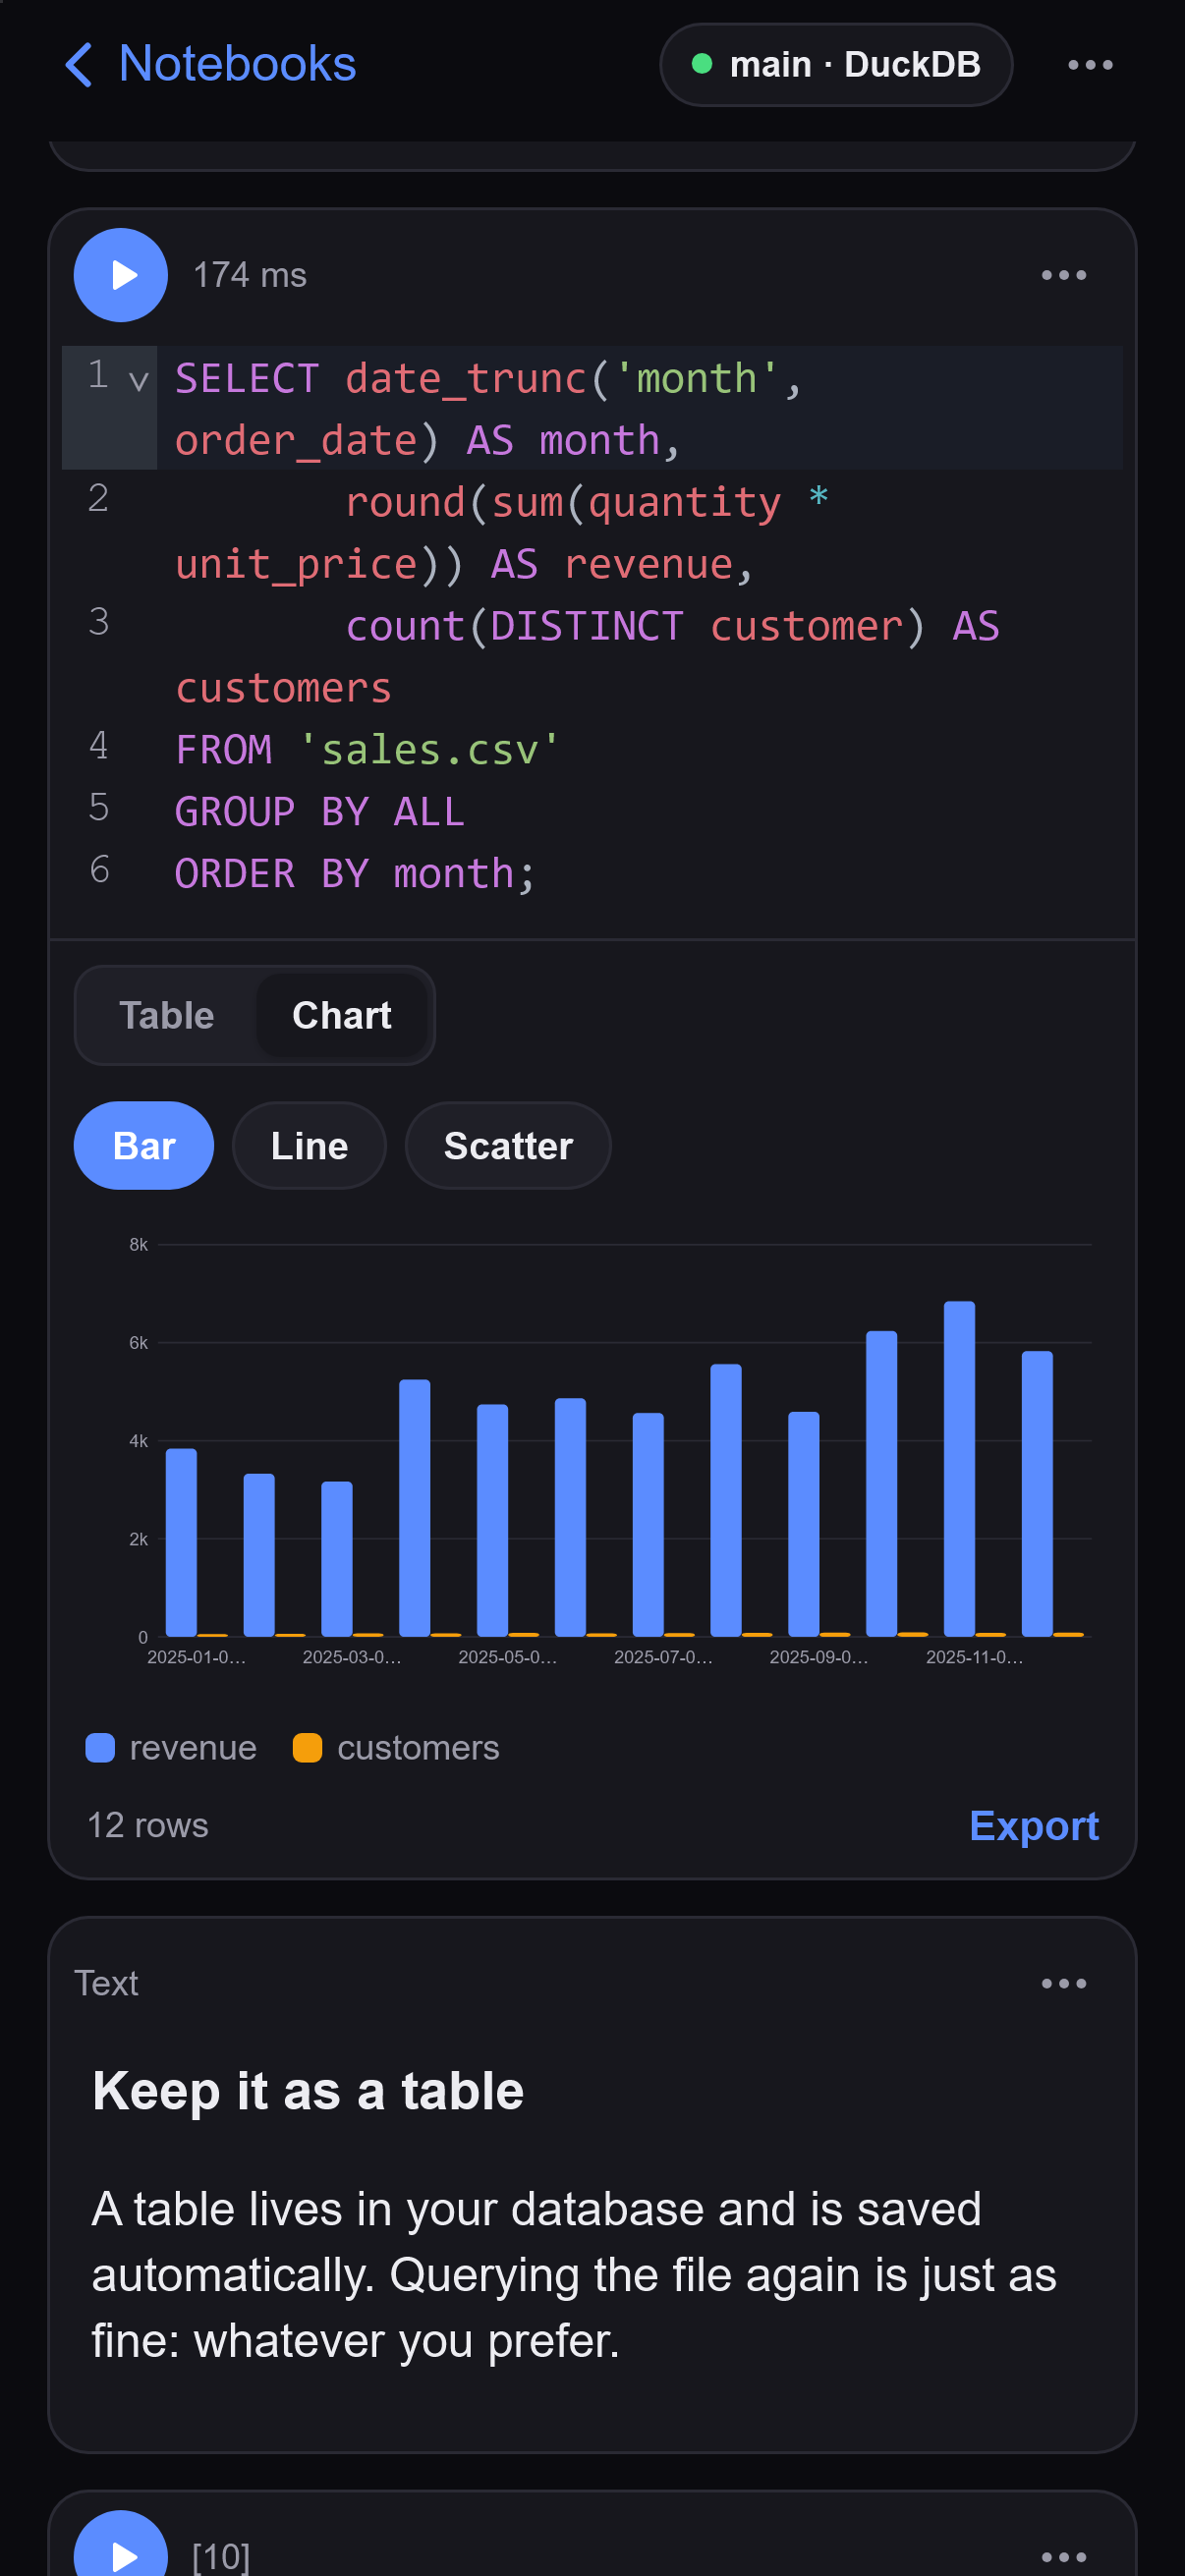 Notebooks
main · DuckDB
174 ms
1 SELECT date_trunc('month',
order_date) AS month,
2 round(sum(quantity *
unit_price)) AS revenue,
3 count(DISTINCT customer) AS
customers
4 FROM 'sales.csv'
5 GROUP BY ALL
6 ORDER BY month;
Table Chart
Bar Line Scatter
8k
6k
4k
2k
0
2025-01-0… 2025-03-0… 2025-05-0… 2025-07-0… 2025-09-0… 2025-11-0…
revenue customers
12 rows Export
Text
Keep it as a table
A table lives in your database and is saved
automatically. Querying the file again is just as
fine: whatever you prefer.
[10]